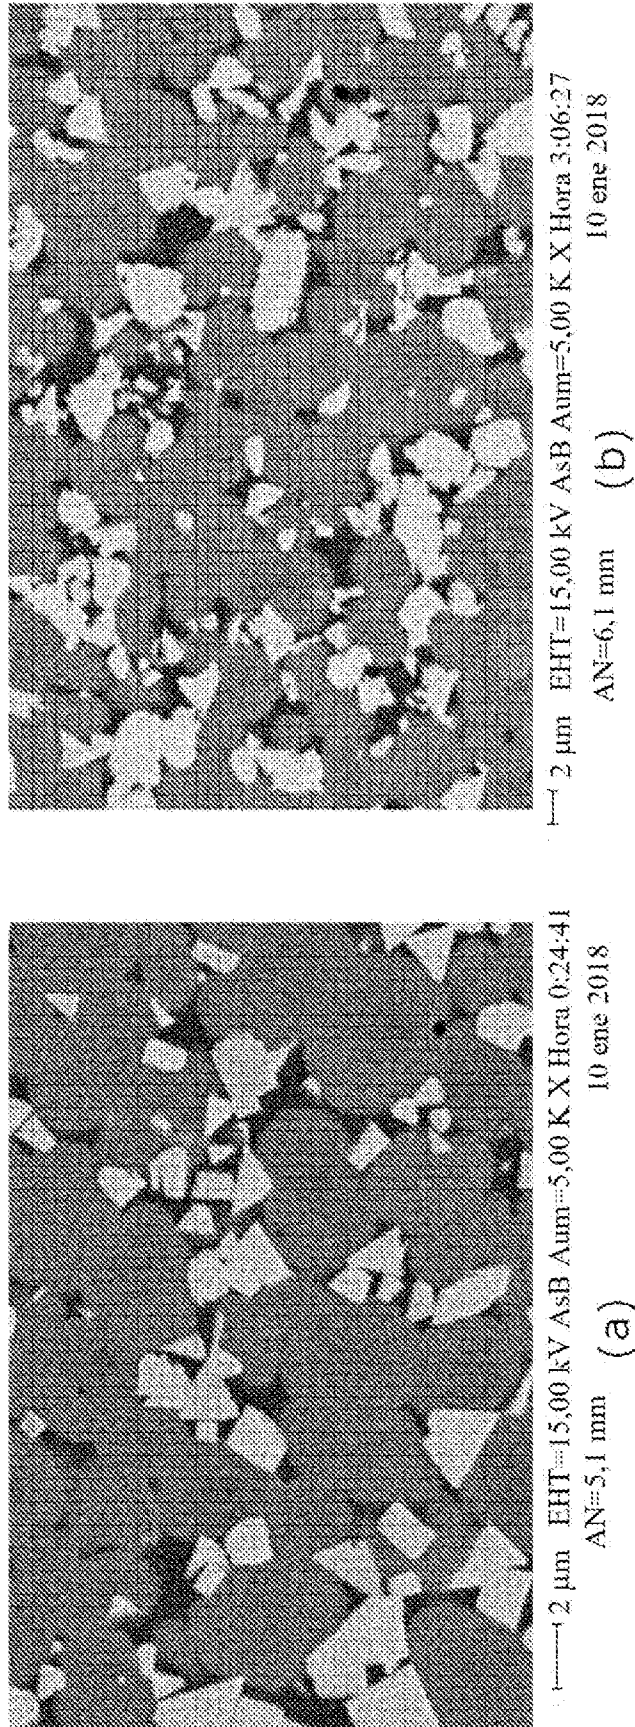 2 µm EHT=15,00 kV AsB Aum=5,00 K X Hora 0:24:41
AN=5,1 mm 10 ene 2018
(a)
2 µm EHT=15,00 kV AsB Aum=5,00 K X Hora 3:06:27
AN=6,1 mm 10 ene 2018
(b)